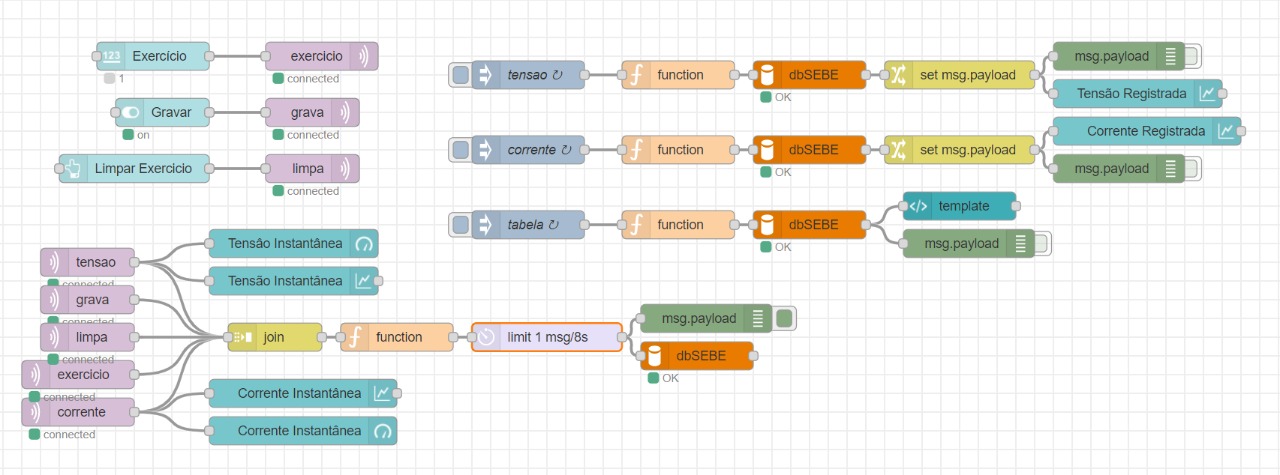 123 Exercício
1
exercicio
connected
Gravar
on
grava
connected
Limpar Exercicio
limpa
connected
tensao ↻
function
dbSEBE
OK
set msg.payload
msg.payload
Tensão Registrada
corrente ↻
function
dbSEBE
OK
set msg.payload
Corrente Registrada
msg.payload
tabela ↻
function
dbSEBE
OK
template
msg.payload
tensao
connected
grava
connected
limpa
connected
exercicio
connected
corrente
connected
Tensão Instantânea
Tensão Instantânea
join
function
limit 1 msg/8s
msg.payload
dbSEBE
OK
Corrente Instantânea
Corrente Instantânea